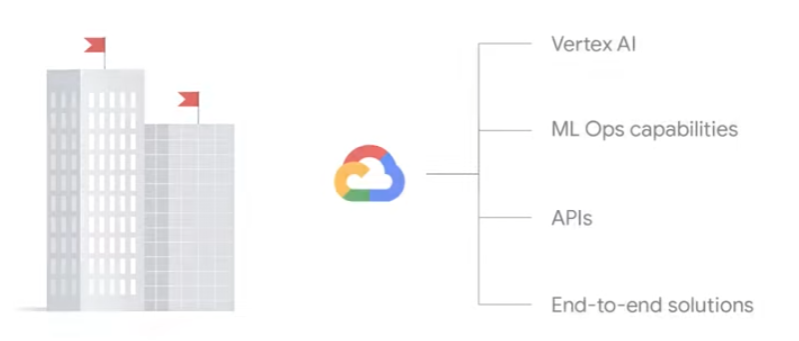 Vertex AI
ML Ops capabilities
APIs
End-to-end solutions